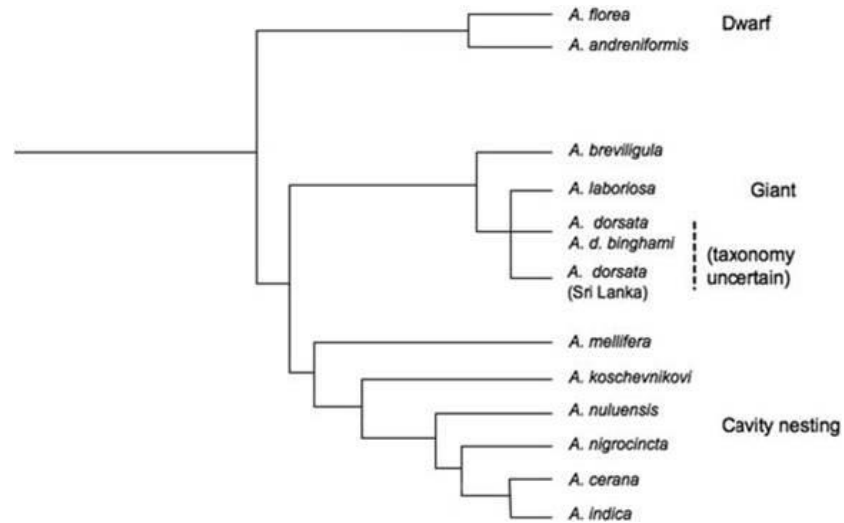 A. florea
Dwarf
A. andreniformis
A. breviligula
A. laboriosa
Giant
A. dorsata
A. d. binghami
(taxonomy
uncertain)
A. dorsata
(Sri Lanka)
A. mellifera
A. koschevnikovi
A. nuluensis
Cavity nesting
A. nigrocincta
A. cerana
A. indica